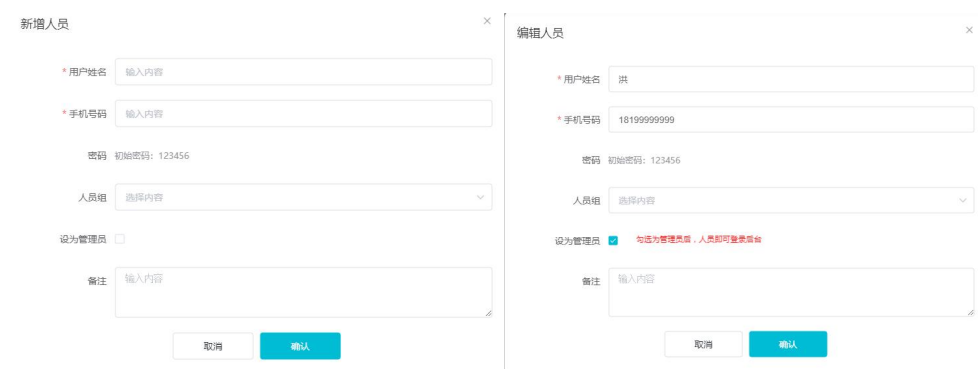 新增人员
* 用户姓名 输入内容
* 手机号码 输入内容
密码 初始密码：123456
人员组 选择内容
设为管理员
备注 输入内容
取消 确认
编辑人员
* 用户姓名 洪
* 手机号码 18199999999
密码 初始密码：123456
人员组 选择内容
设为管理员 勾选为管理员后，人员即可登录后台
备注 输入内容
取消 确认